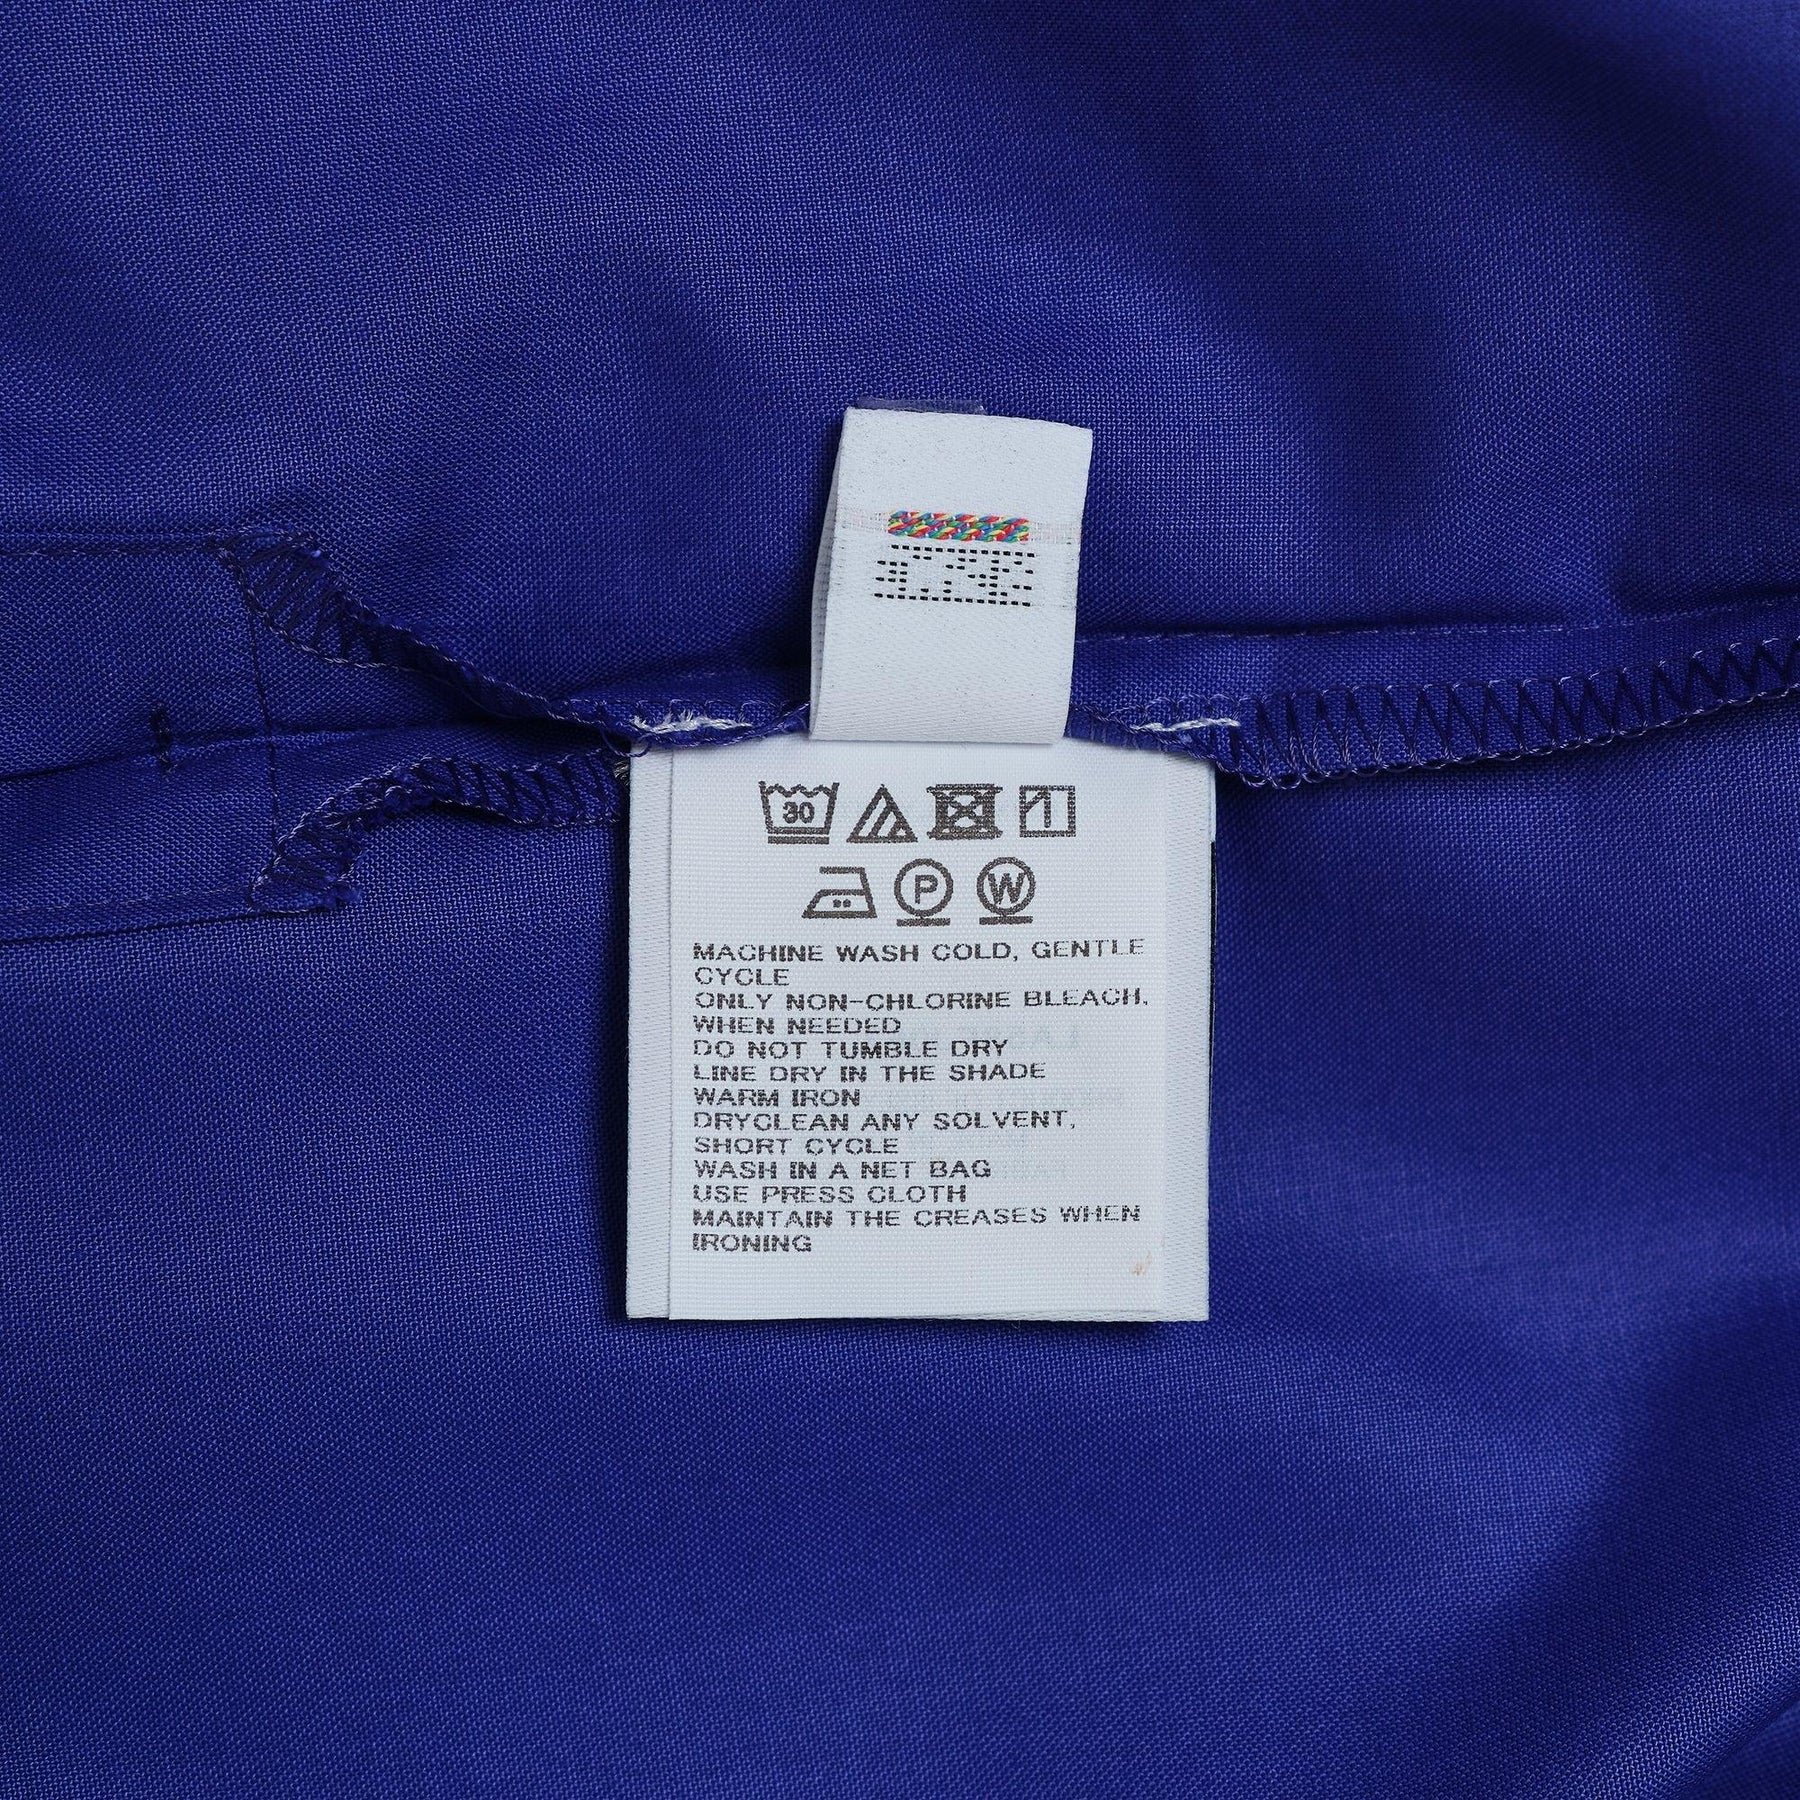 30
P W
MACHINE WASH COLD, GENTLE
CYCLE
ONLY NON-CHLORINE BLEACH,
WHEN NEEDED
DO NOT TUMBLE DRY
LINE DRY IN THE SHADE
WARM IRON
DRYCLEAN ANY SOLVENT,
SHORT CYCLE
WASH IN A NET BAG
USE PRESS CLOTH
MAINTAIN THE CREASES WHEN
IRONING